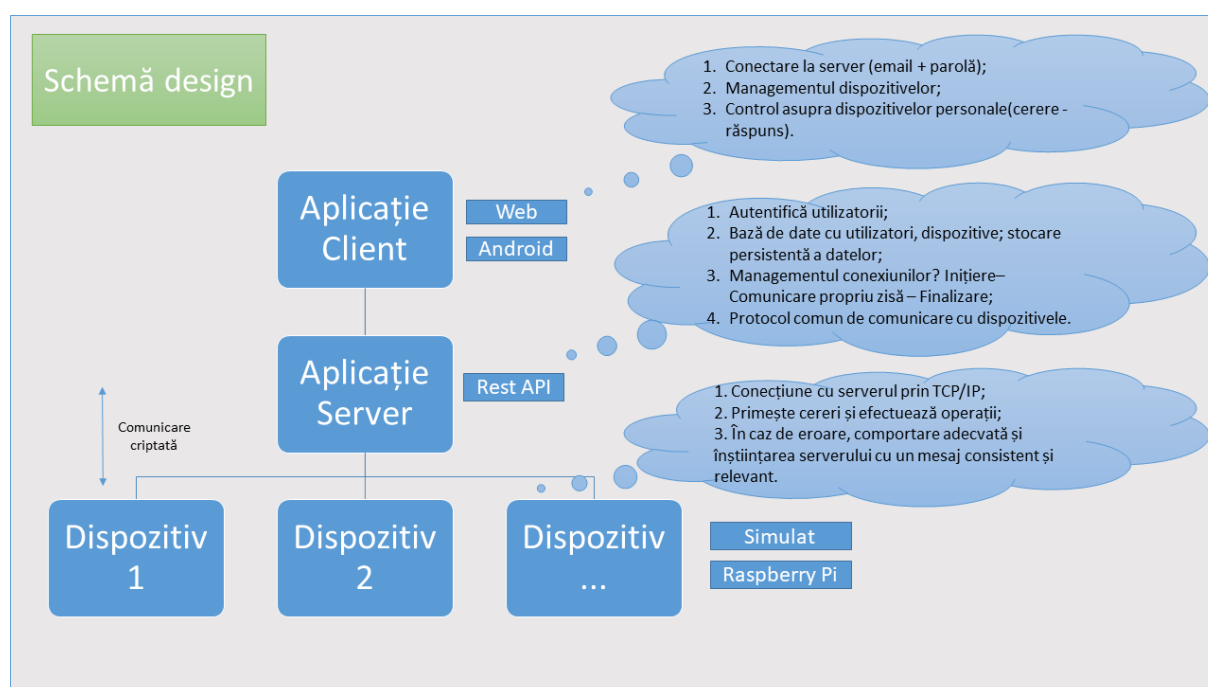 Schemă design
1. Conectare la server (email + parolă);
2. Managementul dispozitivelor;
3. Control asupra dispozitivelor personale(cerere -
răspuns).
Aplicație
Client
Web
Android
1. Autentifică utilizatorii;
2. Bază de date cu utilizatori, dispozitive; stocare
persistentă a datelor;
3. Managementul conexiunilor? Inițiere–
Comunicare propriu zisă – Finalizare;
4. Protocol comun de comunicare cu dispozitivele.
Aplicație
Server
Rest API
Comunicare
criptată
1. Conecțiune cu serverul prin TCP/IP;
2. Primește cereri și efectuează operații;
3. În caz de eroare, comportare adecvată și
înștiințarea serverului cu un mesaj consistent și
relevant.
Dispozitiv
1
Dispozitiv
2
Dispozitiv
...
Simulat
Raspberry Pi